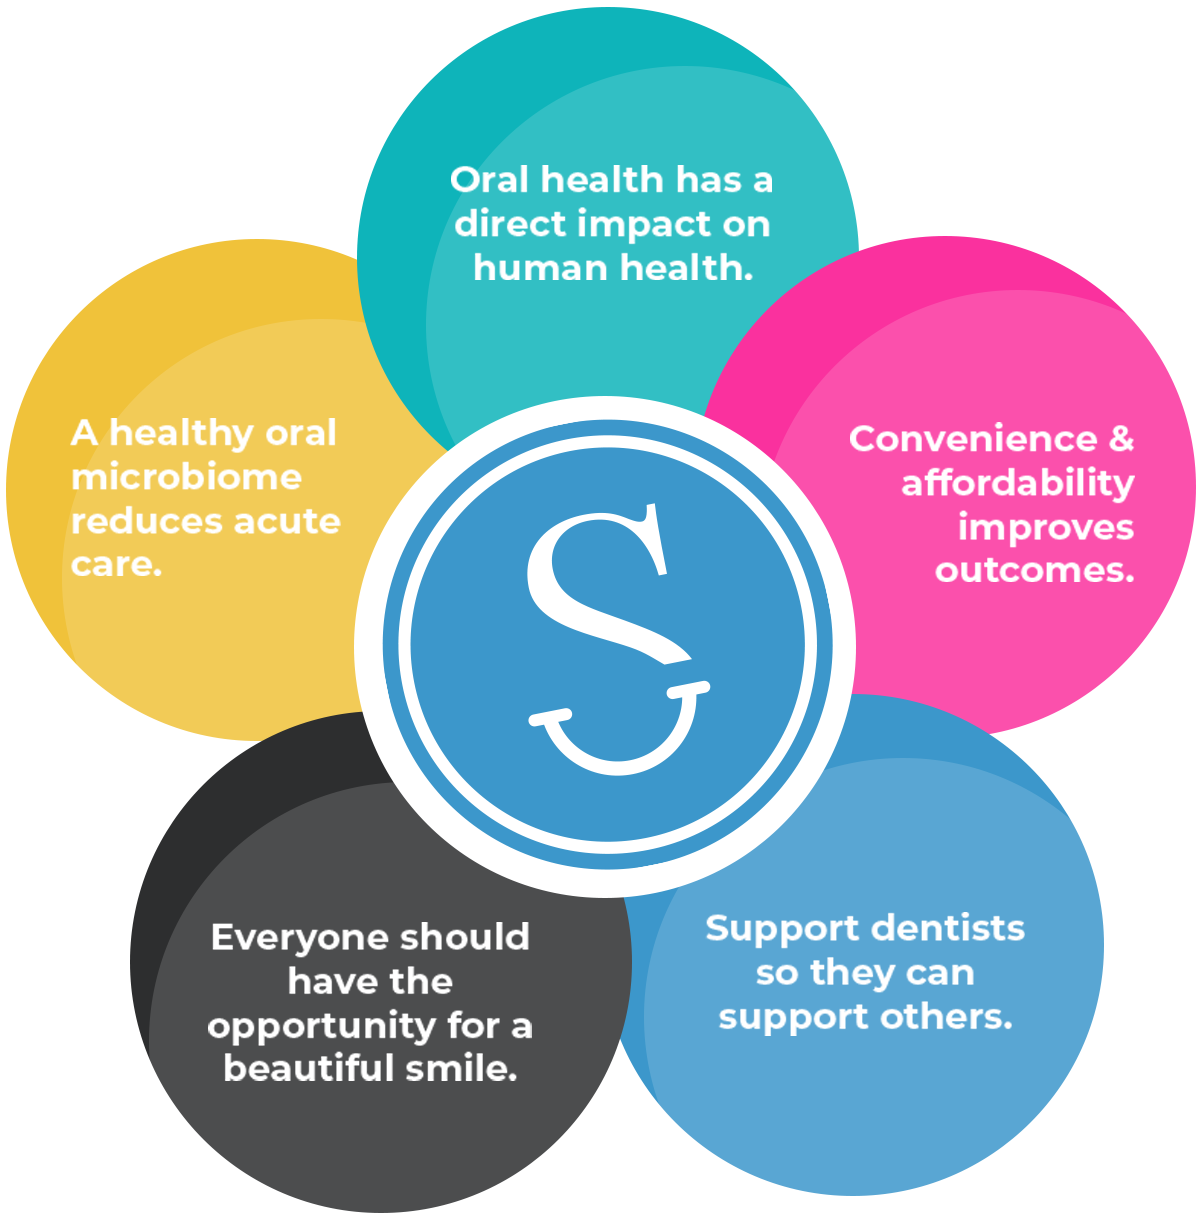 Oral health has a
direct impact on
human health.
A healthy oral
microbiome
reduces acute
care.
Convenience &
affordability
improves
outcomes.
S
Everyone should
have the
opportunity for a
beautiful smile.
Support dentists
so they can
support others.